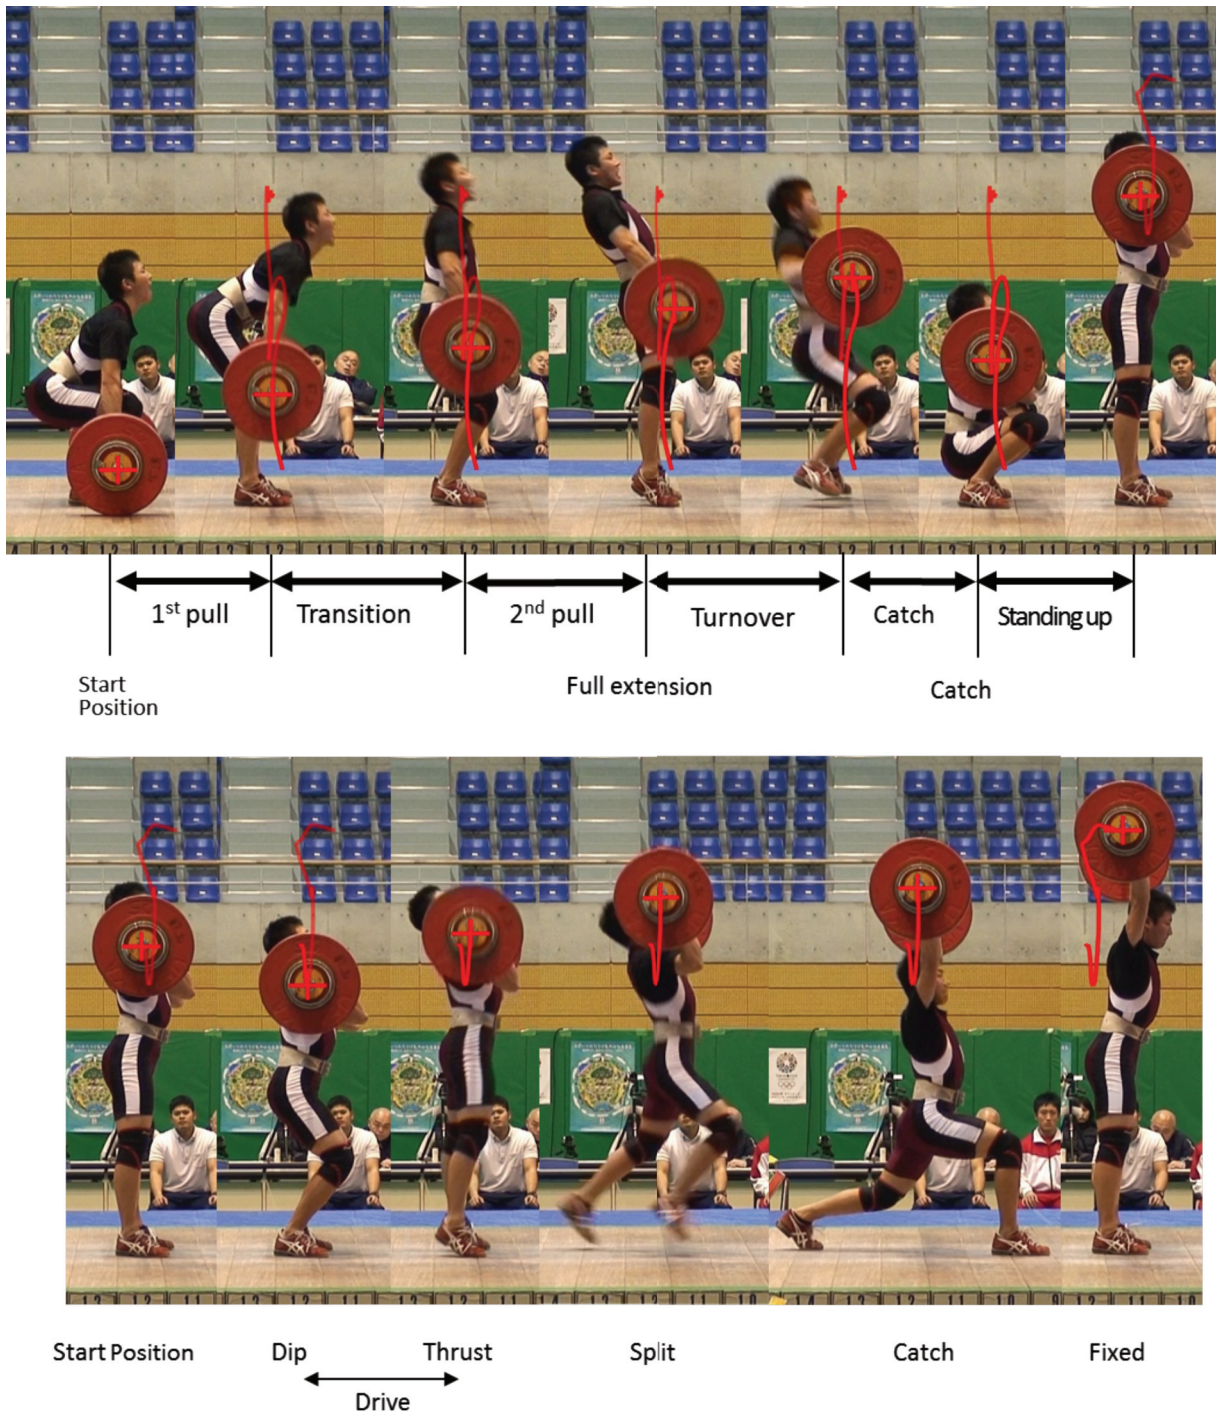 1st pull
Transition
2nd pull
Turnover
Catch
Standing up
Start
Position
Full extension
Catch
Start Position
Dip
Thrust
Split
Catch
Fixed
Drive